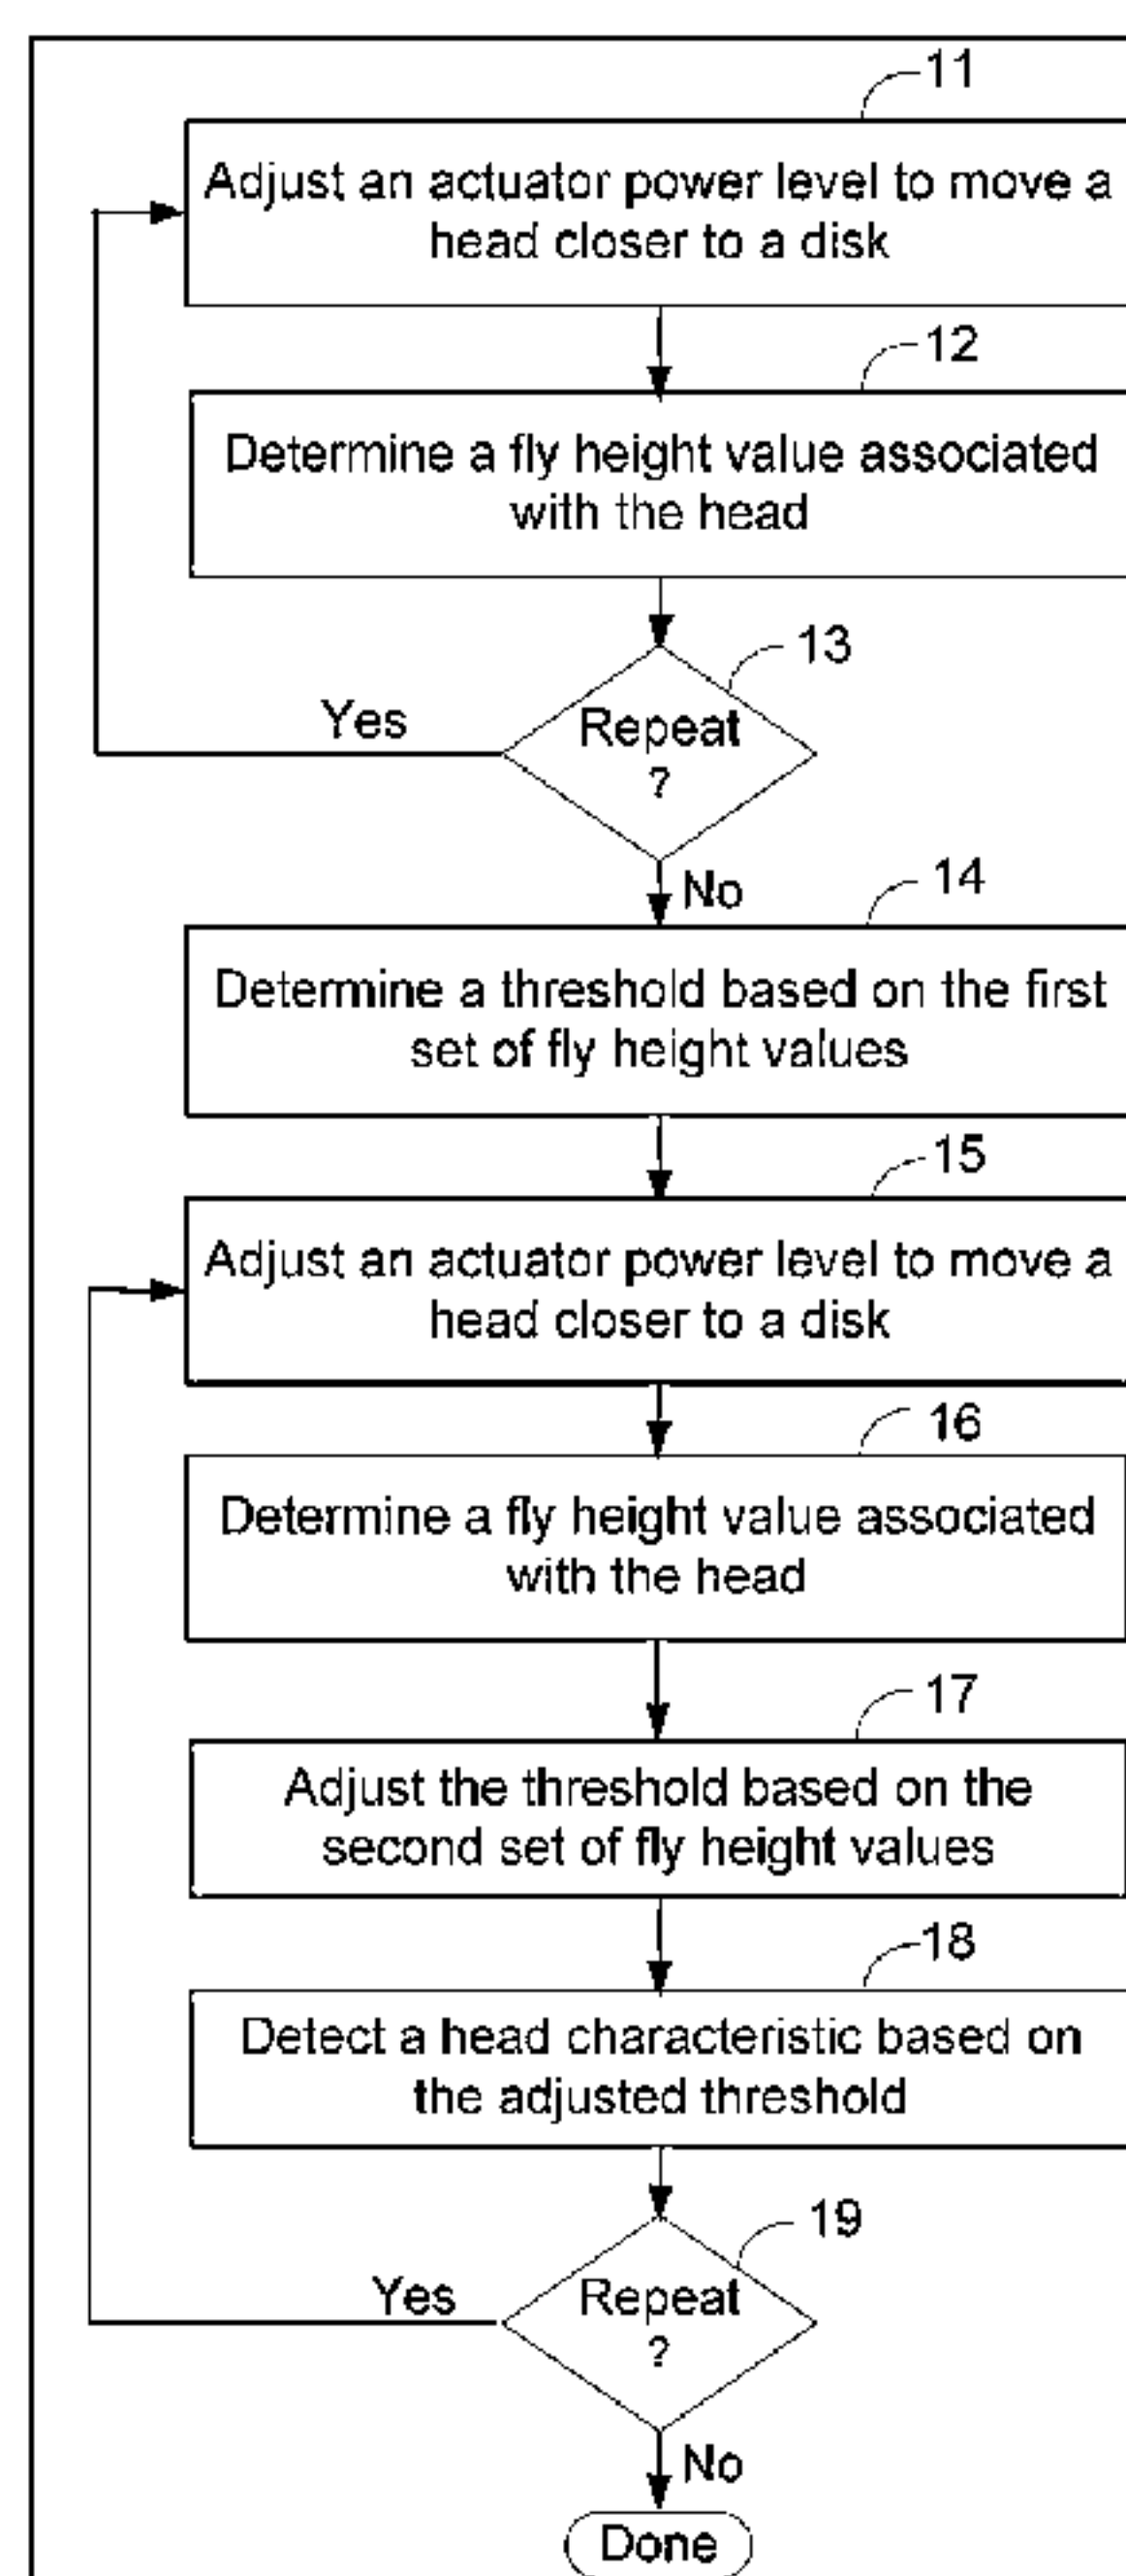 11
Adjust an actuator power level to move a
head closer to a disk
12
Determine a fly height value associated
with the head
13
Repeat
?
Yes
No
14
Determine a threshold based on the first
set of fly height values
15
Adjust an actuator power level to move a
head closer to a disk
16
Determine a fly height value associated
with the head
17
Adjust the threshold based on the
second set of fly height values
18
Detect a head characteristic based on
the adjusted threshold
19
Repeat
?
Yes
No
Done